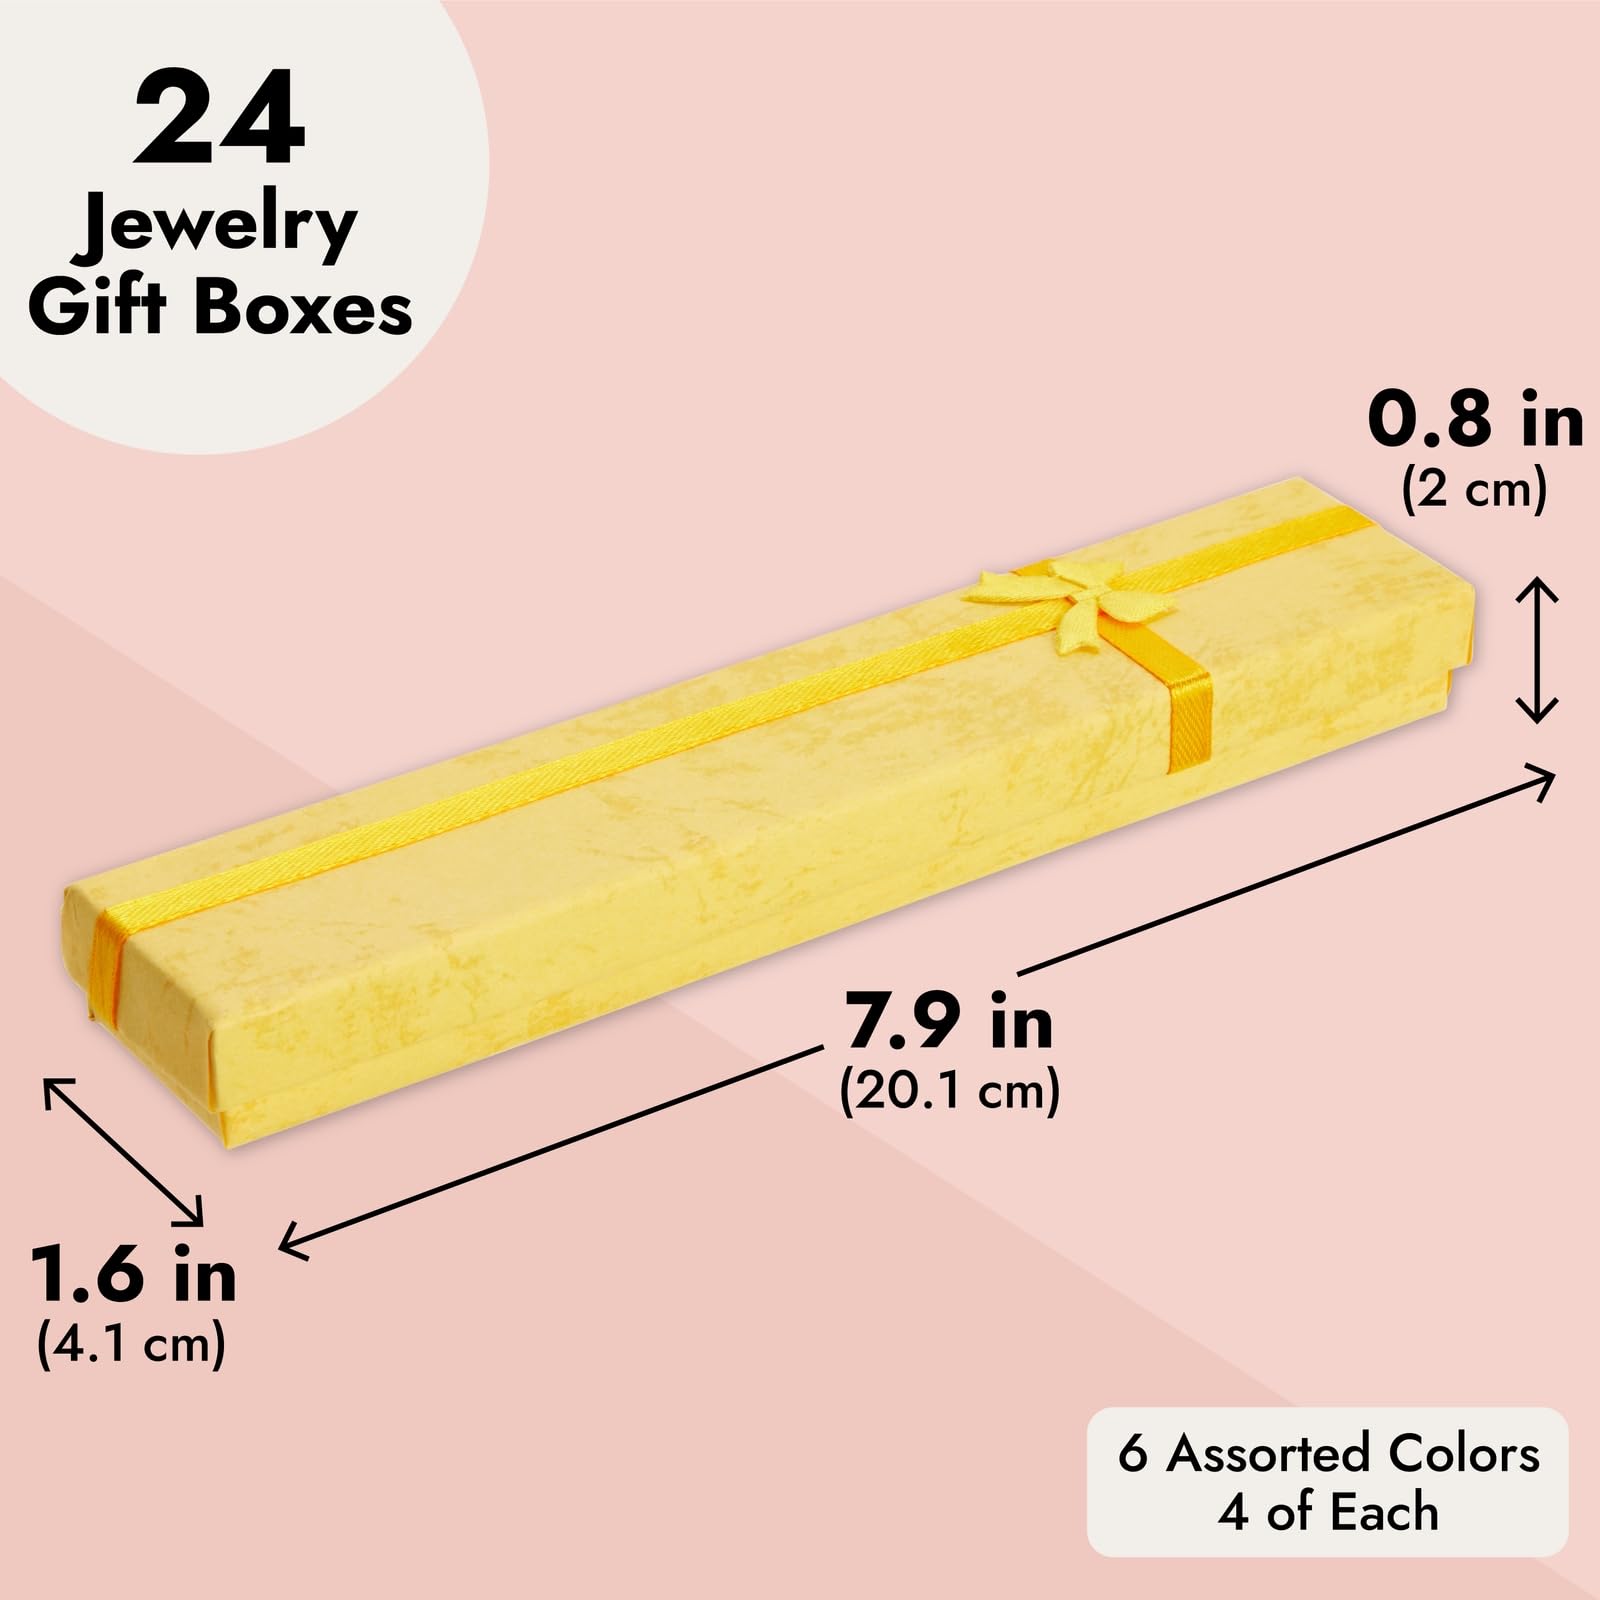 24
Jewelry
Gift Boxes
0.8 in
(2 cm)
7.9 in
(20.1 cm)
1.6 in
(4.1 cm)
6 Assorted Colors
4 of Each